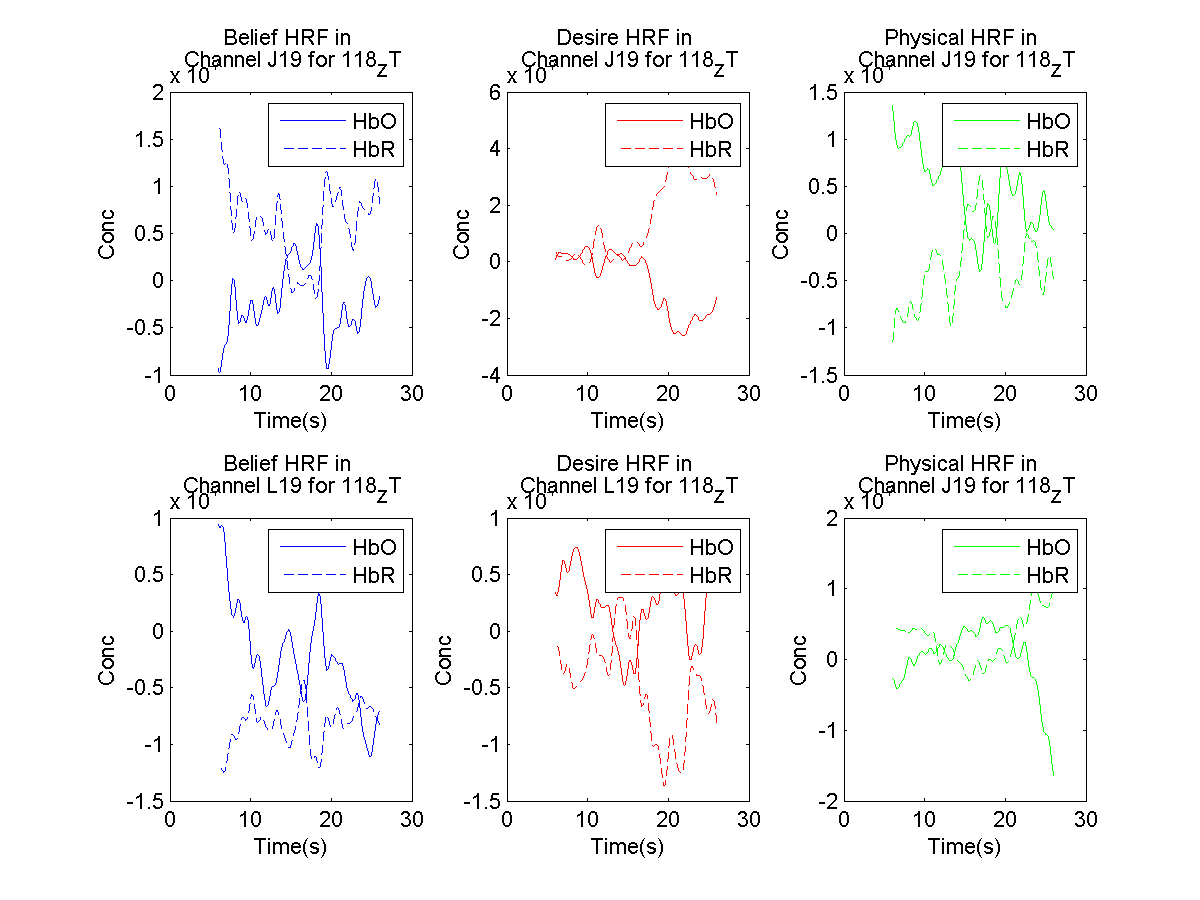 Belief HRF in
Channel J19 for 118zT
x 10
2
1.5
1
0.5
0
-0.5
-1
Conc
0
10
20
30
Time(s)
HbO
HbR
Desire HRF in
Channel J19 for 118zT
x 10
6
4
2
0
-2
-4
Conc
0
10
20
30
Time(s)
HbO
HbR
Physical HRF in
Channel J19 for 118zT
x 10
1.5
1
0.5
0
-0.5
-1
-1.5
Conc
0
10
20
30
Time(s)
HbO
HbR
Belief HRF in
Channel L19 for 118zT
x 10
1
0.5
0
-0.5
-1
-1.5
Conc
0
10
20
30
Time(s)
HbO
HbR
Desire HRF in
Channel L19 for 118zT
x 10
1
0.5
0
-0.5
-1
-1.5
Conc
0
10
20
30
Time(s)
HbO
HbR
Physical HRF in
Channel J19 for 118zT
x 10
2
1
0
-1
-2
Conc
0
10
20
30
Time(s)
HbO
HbR